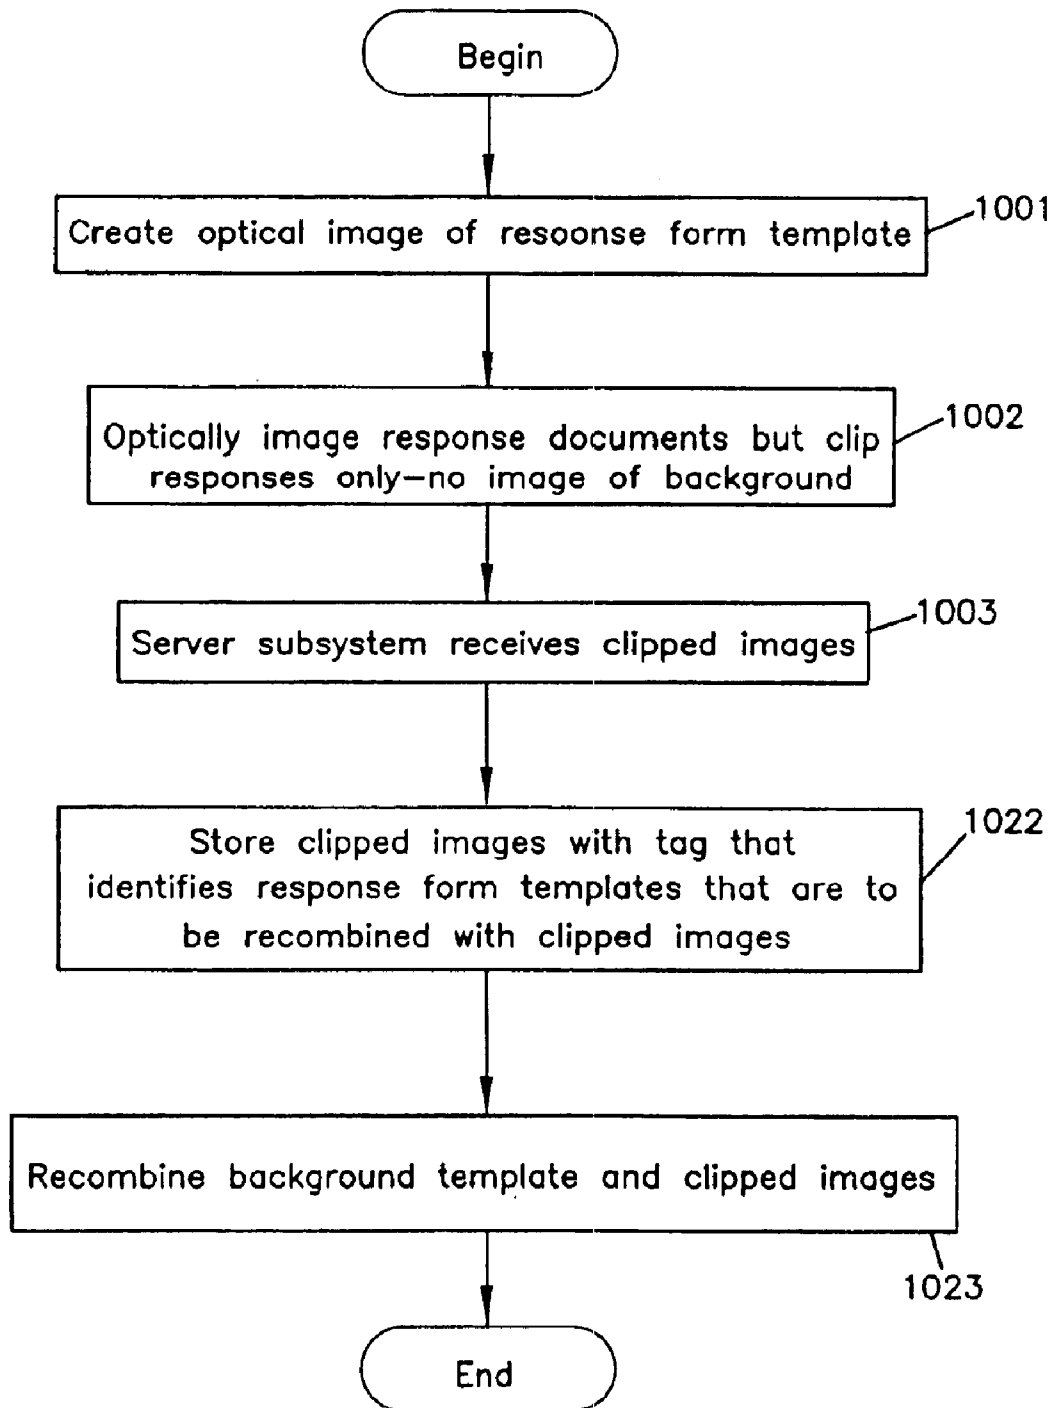 Begin
Create optical image of resoonse form template
1001
Optically image response documents but clip
responses only–no image of background
1002
Server subsystem receives clipped images
1003
Store clipped images with tag that
identifies response form templates that are to
be recombined with clipped images
1022
Recombine background template and clipped images
1023
End